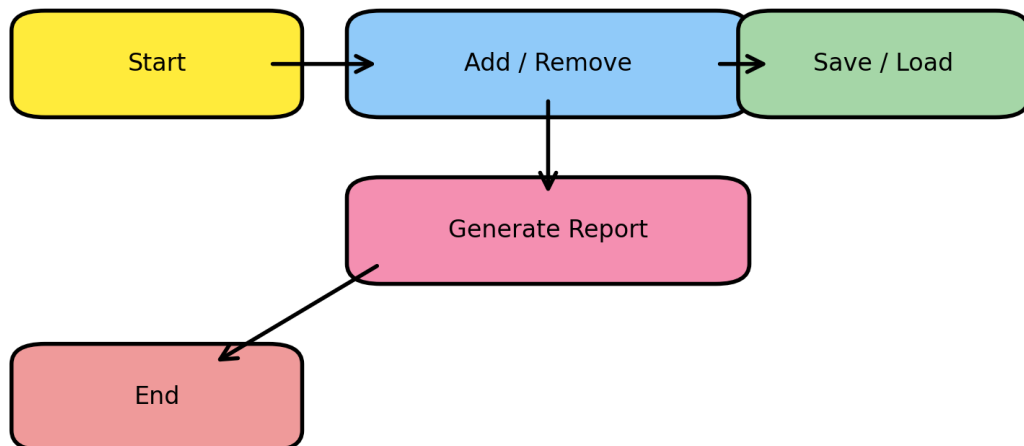 Start
Add / Remove
Save / Load
Generate Report
End